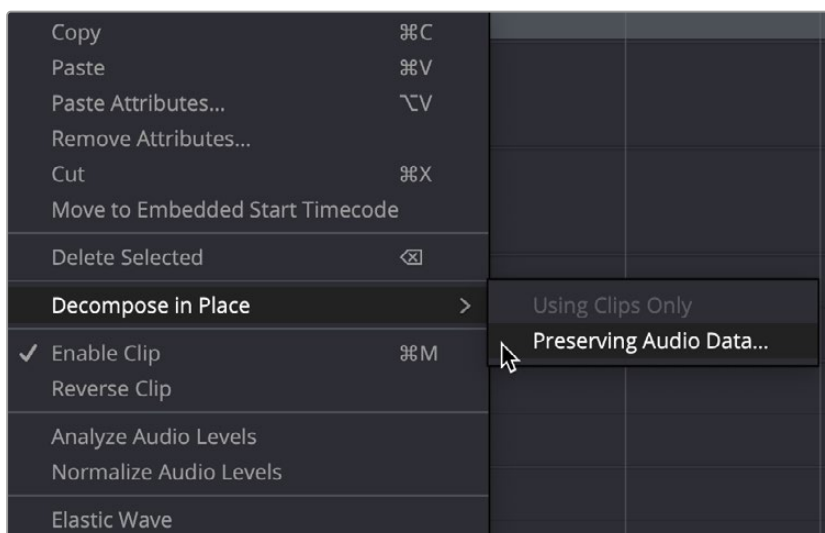 Copy ⌘C
Paste ⌘V
Paste Attributes... ⌥V
Remove Attributes...
Cut ⌘X
Move to Embedded Start Timecode
Delete Selected ⌫
Decompose in Place >
Using Clips Only
Preserving Audio Data...
✓ Enable Clip ⌘M
Reverse Clip
Analyze Audio Levels
Normalize Audio Levels
Elastic Wave